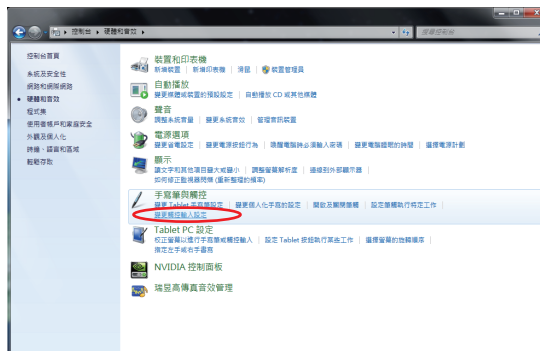 控制台 ▸ 硬體和音效 ▸
搜尋控制台
控制台首頁
系統及安全性
網路和網際網路
硬體和音效
程式集
使用者帳戶和家庭安全
外觀及個人化
時鐘、語言和區域
輕鬆存取
裝置和印表機
新增裝置 | 新增印表機 | 滑鼠 | 裝置管理員
自動播放
變更媒體或裝置的預設設定 | 自動播放 CD 或其他媒體
聲音
調整系統音量 | 變更系統音效 | 管理音訊裝置
電源選項
變更省電設定 | 變更電源按鈕行為 | 喚醒電腦時必須輸入密碼 | 變更電腦睡眠的時間 | 選擇電源計劃
顯示
讓文字和其他項目變大或變小 | 調整螢幕解析度 | 連線到外部顯示器
如何修正監視器閃爍 (重新整理的頻率)
手寫筆與觸控
變更 Tablet 手寫筆設定 | 變更個人化手寫的設定 | 開啟及關閉筆觸 | 設定筆觸執行特定工作
變更觸控輸入設定
Tablet PC 設定
校正螢幕以進行手寫筆或觸控輸入 | 設定 Tablet 按鈕執行某些工作 | 選擇螢幕的旋轉順序
指定左手或右手書寫
NVIDIA 控制面板
瑞昱高傳真音效管理